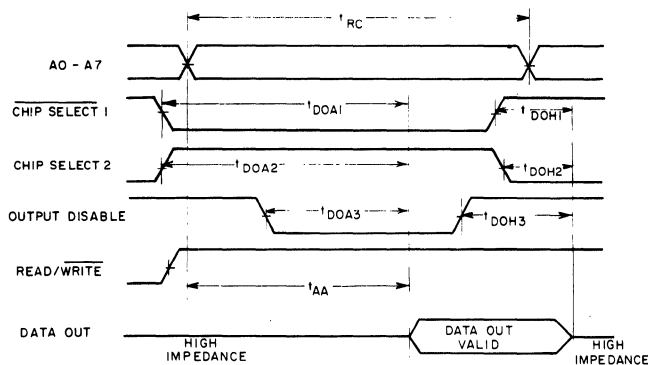 tRC
A0 - A7
CHIP SELECT 1
tDOA1
tDOH1
CHIP SELECT 2
tDOA2
tDOH2
OUTPUT DISABLE
tDOA3
tDOH3
READ/WRITE
tAA
DATA OUT
HIGH IMPEDANCE
DATA OUT VALID
HIGH IMPEDANCE